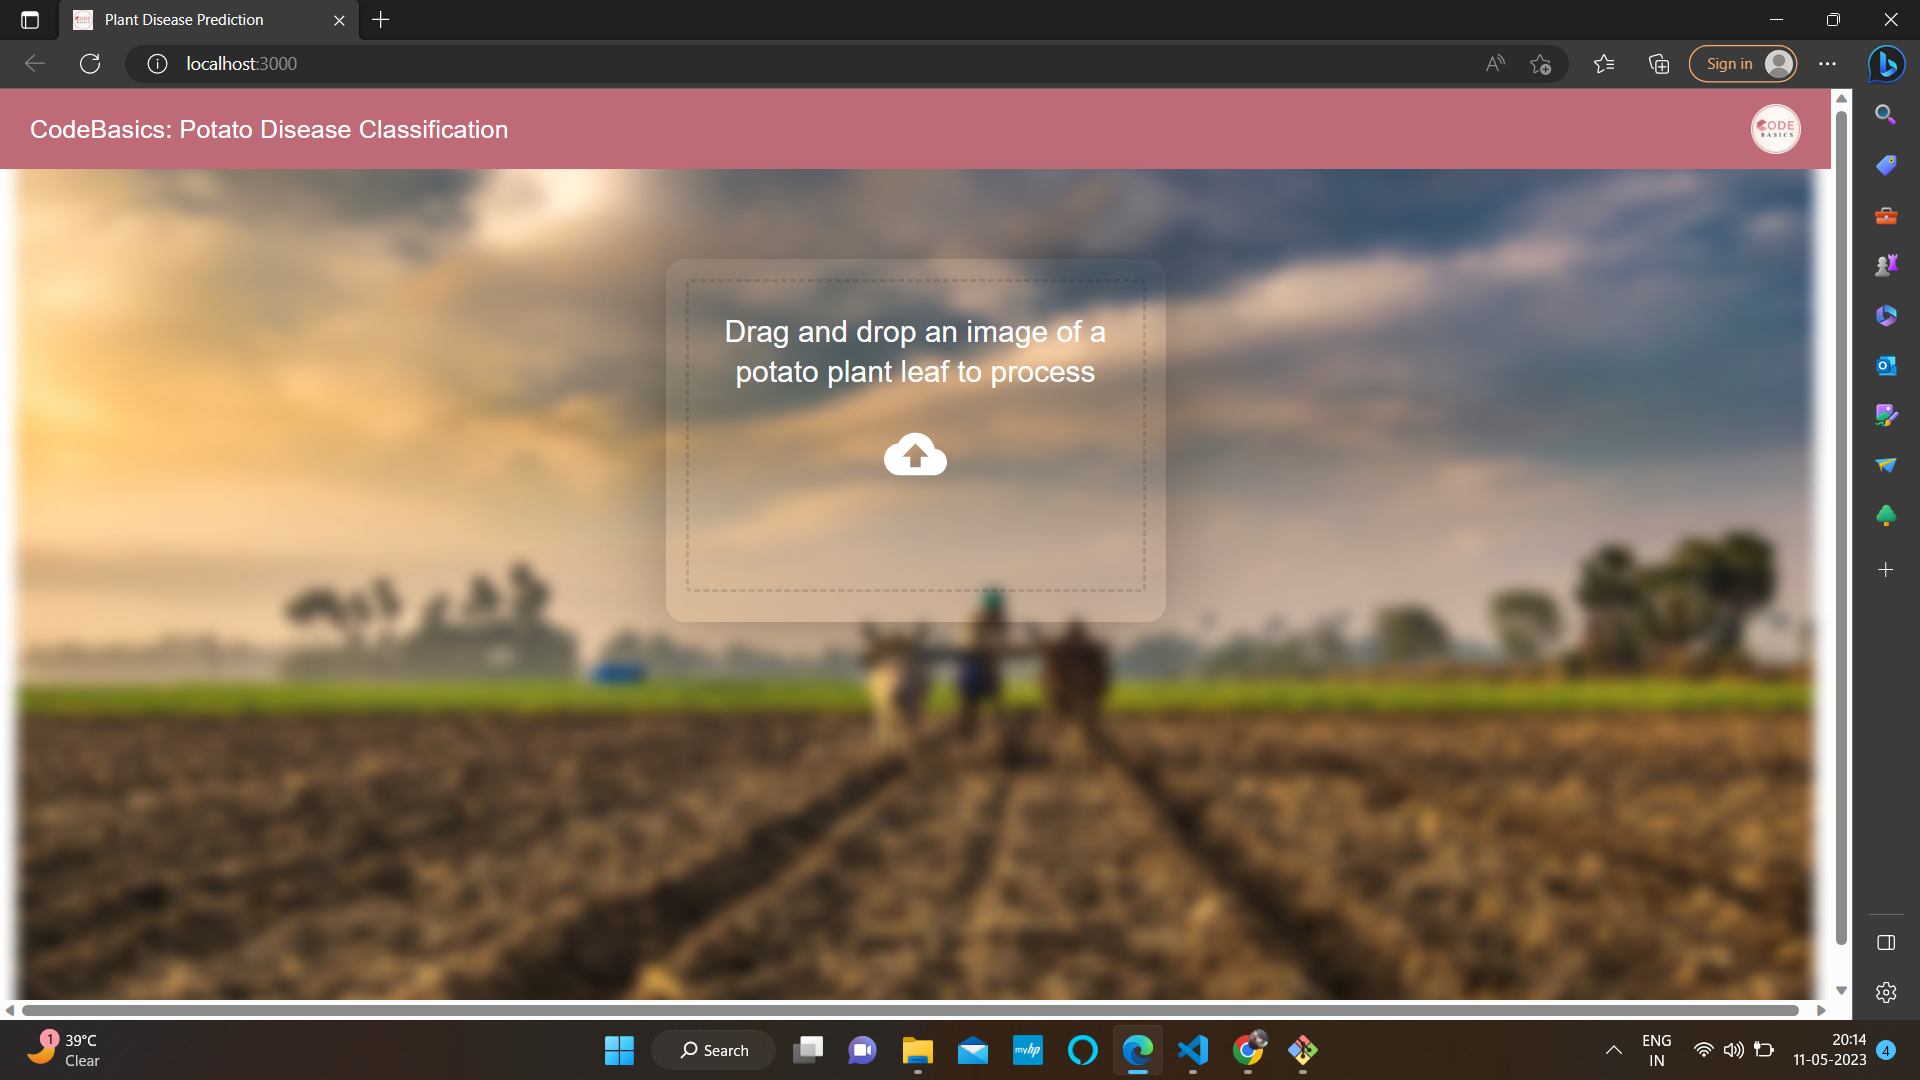 Plant Disease Prediction
localhost:3000
Sign in
CodeBasics: Potato Disease Classification
CODE
BASICS
Drag and drop an image of a
potato plant leaf to process
1
39°C
Clear
Search
myhp
ENG
IN
20:14
11-05-2023
4